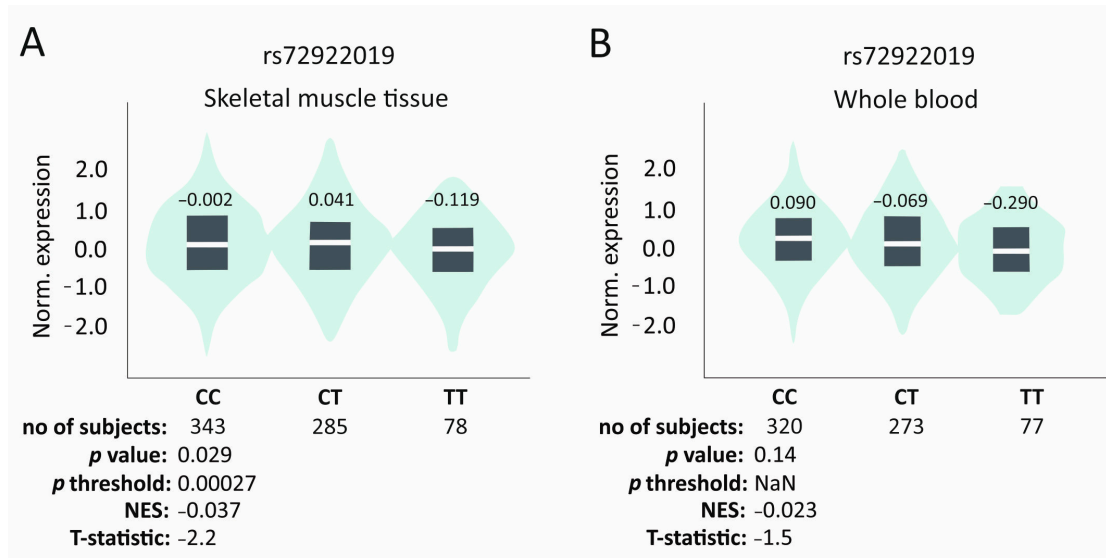 A
rs72922019
Skeletal muscle tissue
Norm. expression
2.0
1.0
0.0
-1.0
-2.0
−0.002 0.041 −0.119
CC CT TT
no of subjects: 343 285 78
p value: 0.029
p threshold: 0.00027
NES: −0.037
T-statistic: −2.2
B
rs72922019
Whole blood
Norm. expression
2.0
1.0
0.0
-1.0
-2.0
0.090 −0.069 −0.290
CC CT TT
no of subjects: 320 273 77
p value: 0.14
p threshold: NaN
NES: −0.023
T-statistic: −1.5